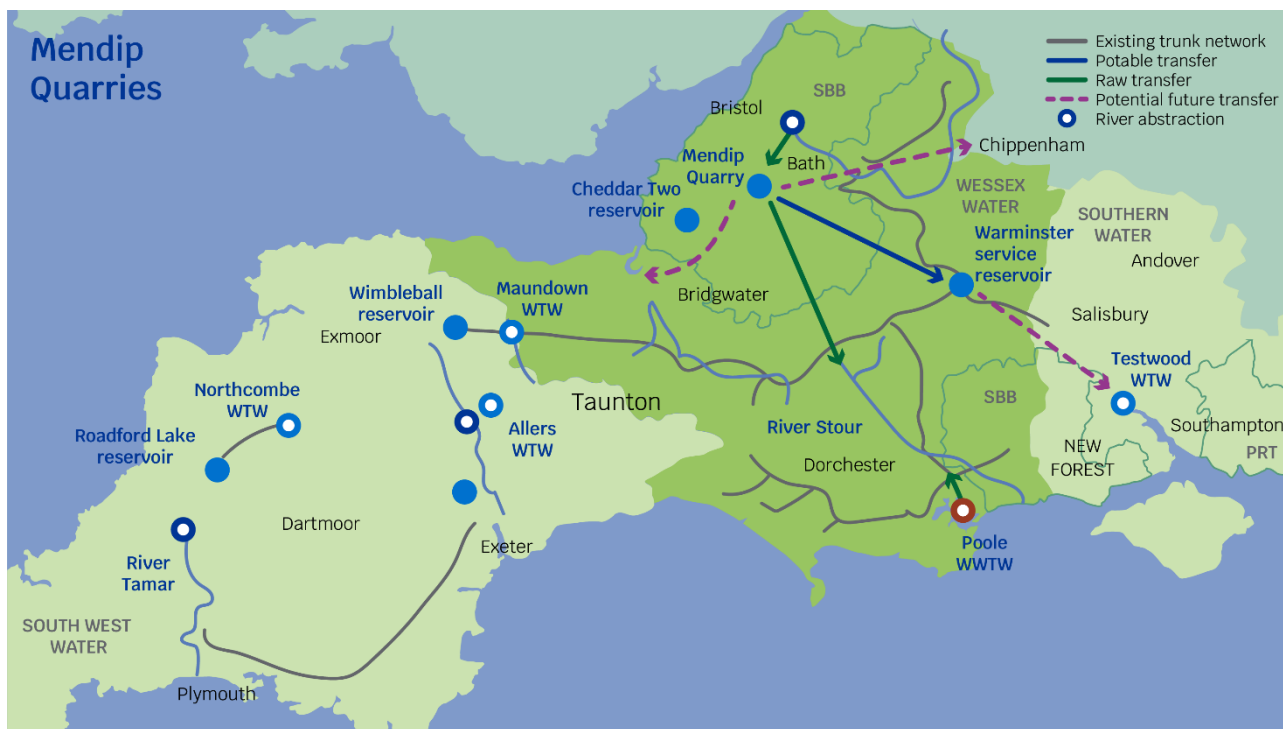 Mendip
Quarries
Existing trunk network
Potable transfer
Raw transfer
Potential future transfer
River abstraction
SBB
Bristol
Chippenham
Mendip
Quarry
Bath
Cheddar Two
reservoir
WESSEX
WATER
SOUTHERN
WATER
Warminster
service
reservoir
Andover
Bridgwater
Wimbleball
reservoir
Maundown
WTW
Exmoor
Salisbury
Testwood
WTW
Northcombe
WTW
Taunton
SBB
Allers
WTW
River Stour
Southampton
PRT
Roadford Lake
reservoir
NEW
FOREST
Dorchester
Dartmoor
Exeter
Poole
WWTW
River
Tamar
SOUTH WEST
WATER
Plymouth